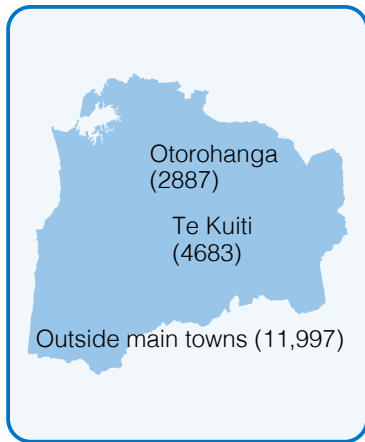 Otorohanga
(2887)
Te Kuiti
(4683)
Outside main towns (11,997)